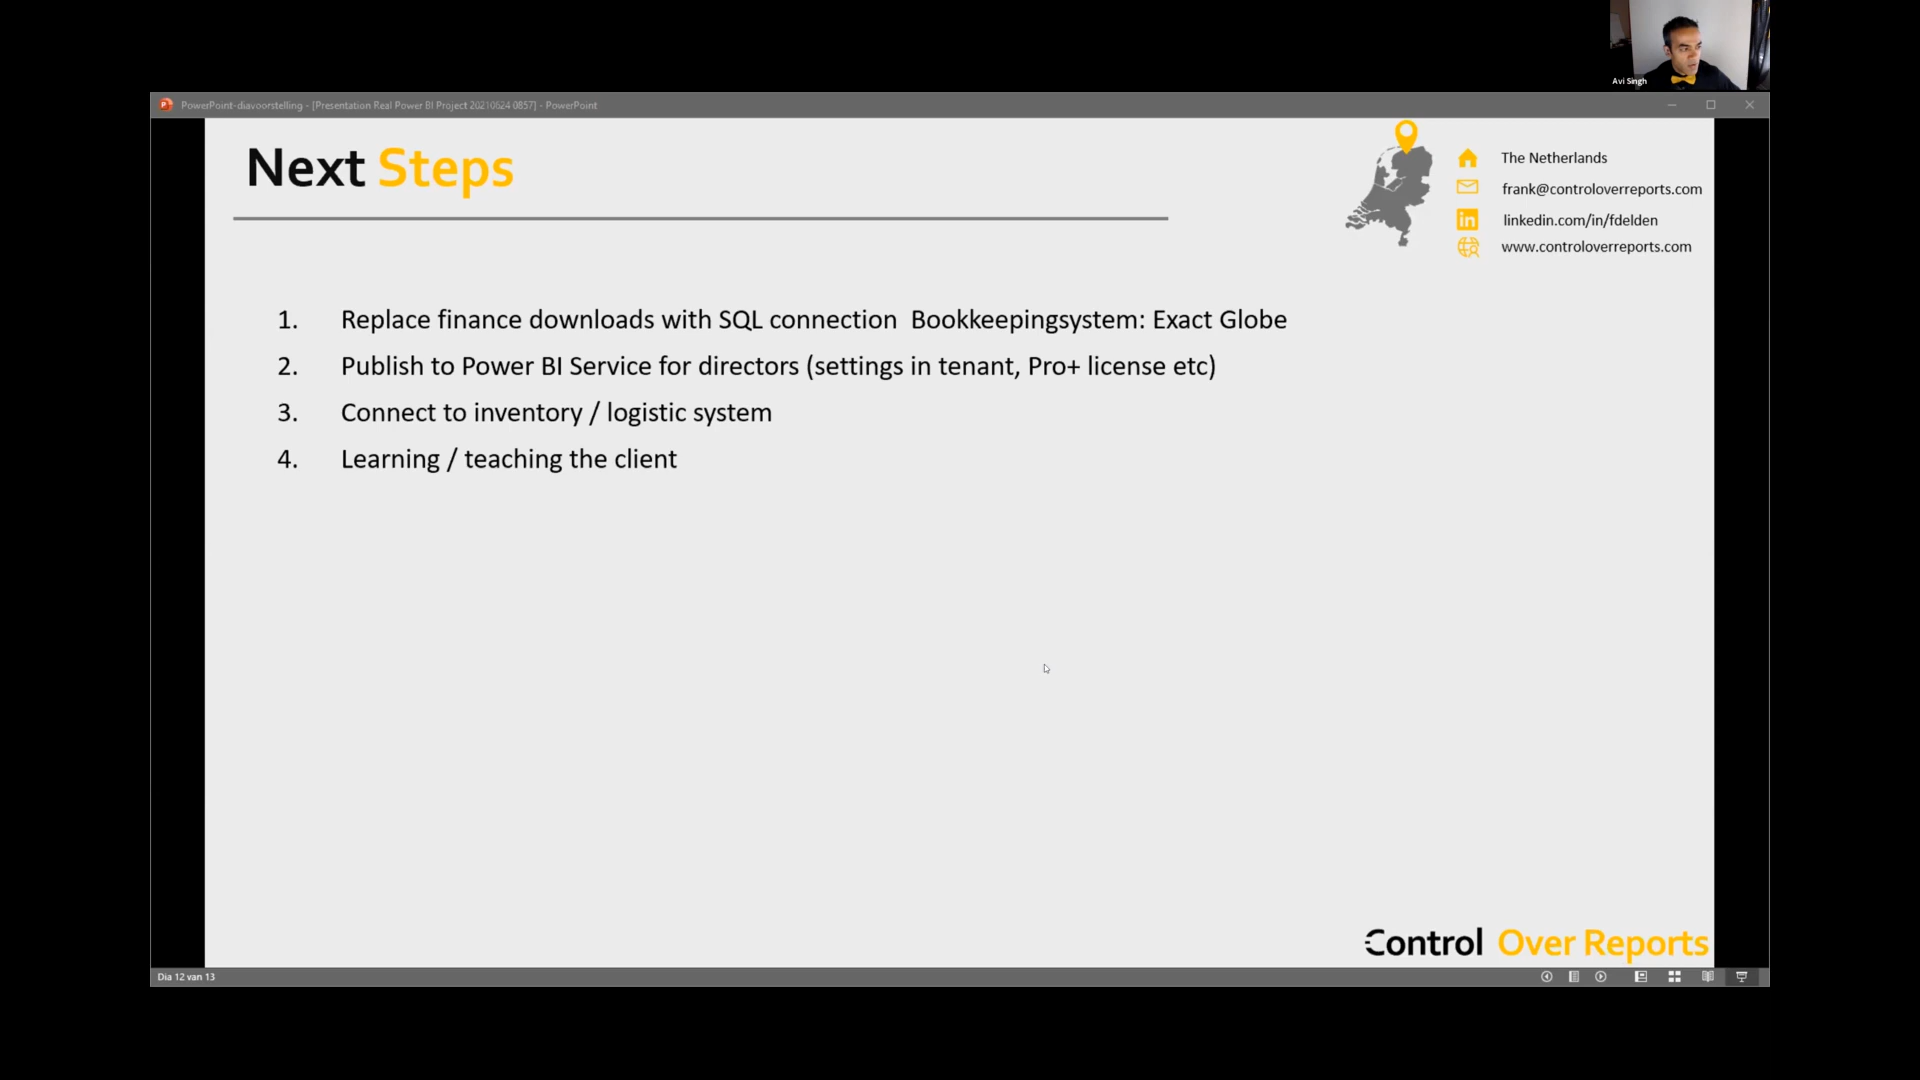 Avi Singh
PowerPoint-diavoorstelling - [Presentation Real Power BI Project 20210624 0857] - PowerPoint
Next Steps
The Netherlands
frank@controloverreports.com
in linkedin.com/in/fdelden
www.controloverreports.com
1. Replace finance downloads with SQL connection  Bookkeepingsystem: Exact Globe
2. Publish to Power BI Service for directors (settings in tenant, Pro+ license etc)
3. Connect to inventory / logistic system
4. Learning / teaching the client
Control Over Reports
Dia 12 van 13